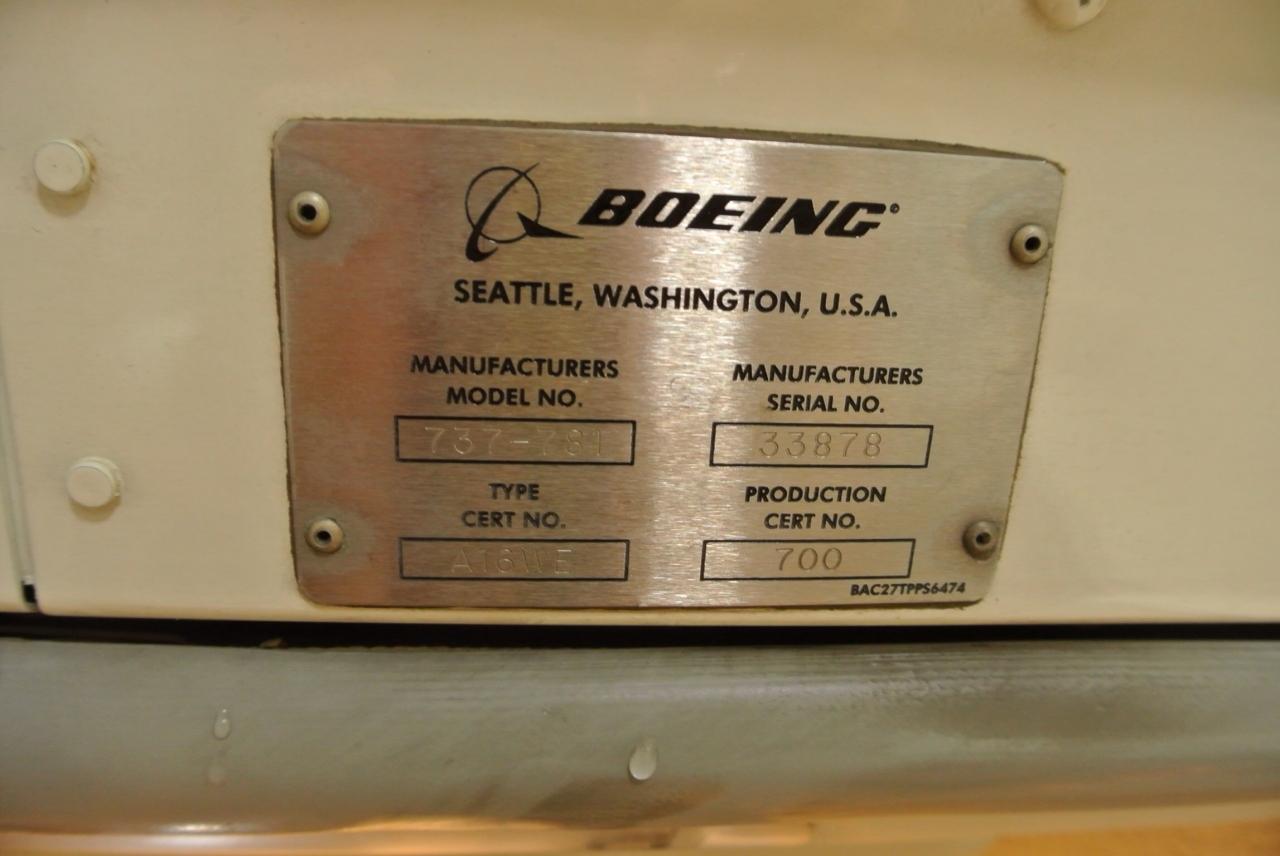 BOEING©
SEATTLE, WASHINGTON, U.S.A.
MANUFACTURERS
MODEL NO.
737-781
MANUFACTURERS
SERIAL NO.
33878
TYPE
CERT NO.
A16WE
PRODUCTION
CERT NO.
700
BAC27TPPS6474